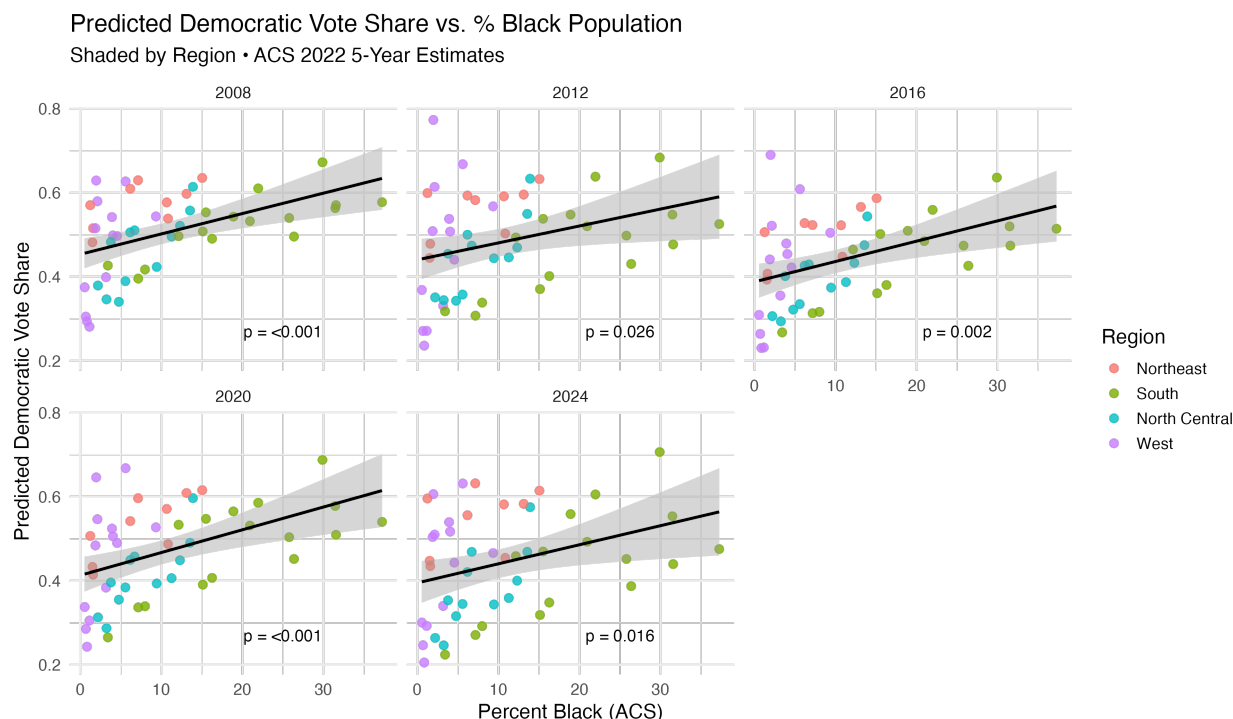 Predicted Democratic Vote Share vs. % Black Population
Shaded by Region • ACS 2022 5-Year Estimates
2008
2012
2016
0.8
0.6
0.4
0.2
p = <0.001
p = 0.026
p = 0.002
0
10
20
30
2020
2024
0.8
0.6
0.4
0.2
p = <0.001
p = 0.016
0
10
20
30
0
10
20
30
Percent Black (ACS)
Predicted Democratic Vote Share
Region
Northeast
South
North Central
West